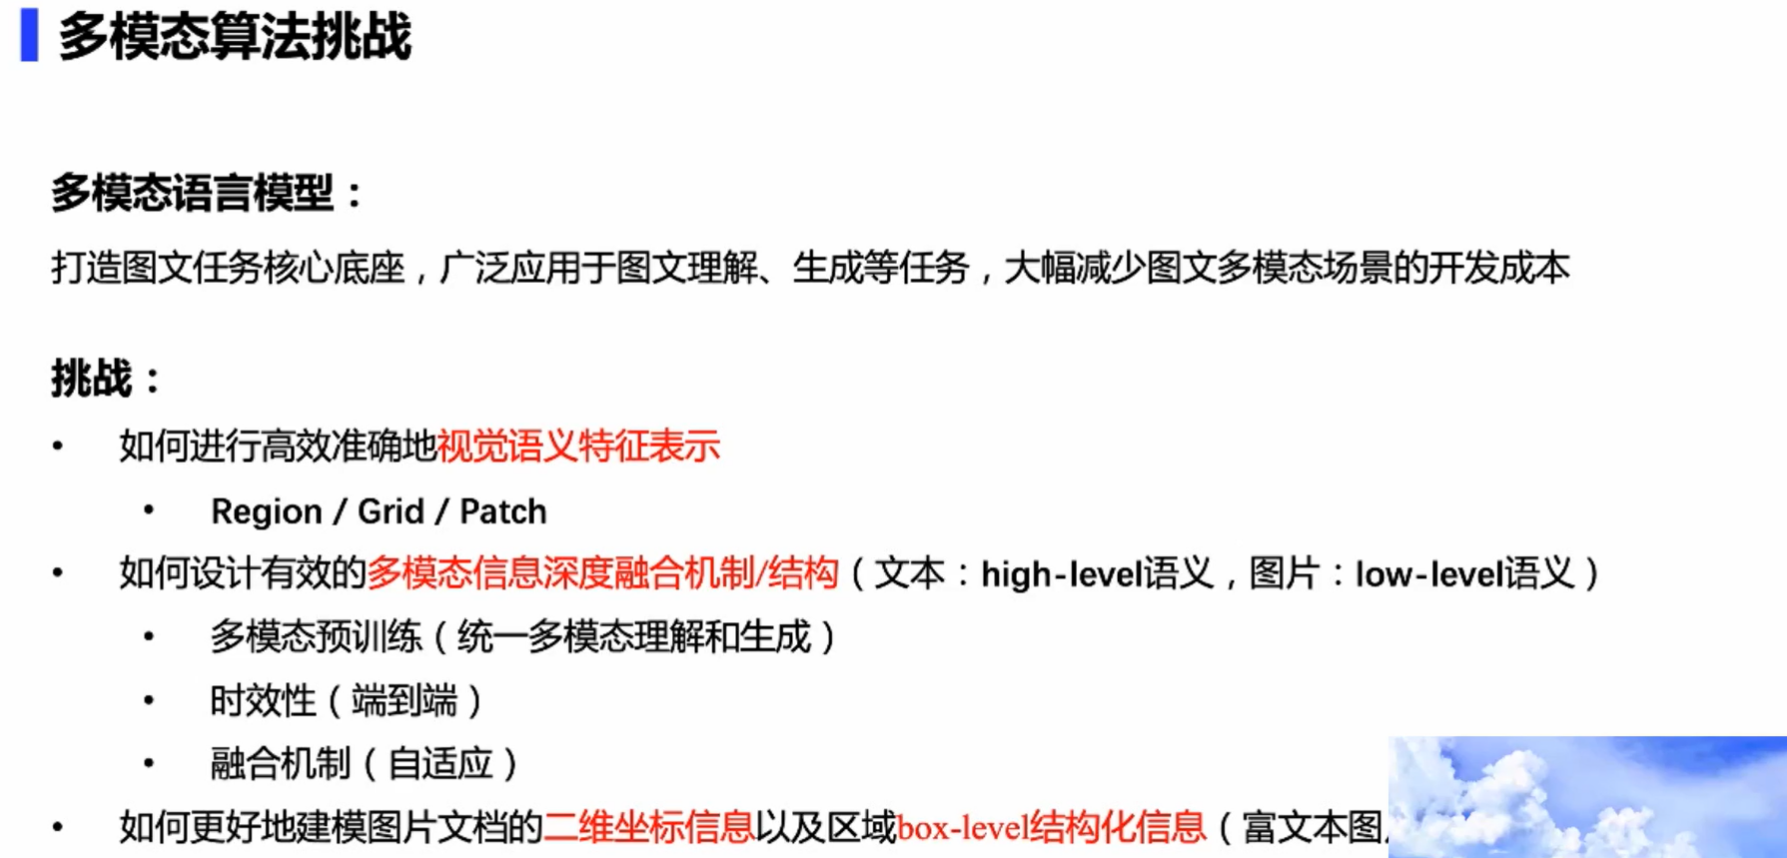 多模态算法挑战
多模态语言模型：
打造图文任务核心底座，广泛应用于图文理解、生成等任务，大幅减少图文多模态场景的开发成本
挑战：
• 如何进行高效准确地视觉语义特征表示
• Region / Grid / Patch
• 如何设计有效的多模态信息深度融合机制/结构（文本：high-level语义，图片：low-level语义）
• 多模态预训练（统一多模态理解和生成）
• 时效性（端到端）
• 融合机制（自适应）
• 如何更好地建模图片文档的二维坐标信息以及区域box-level结构化信息（富文本图